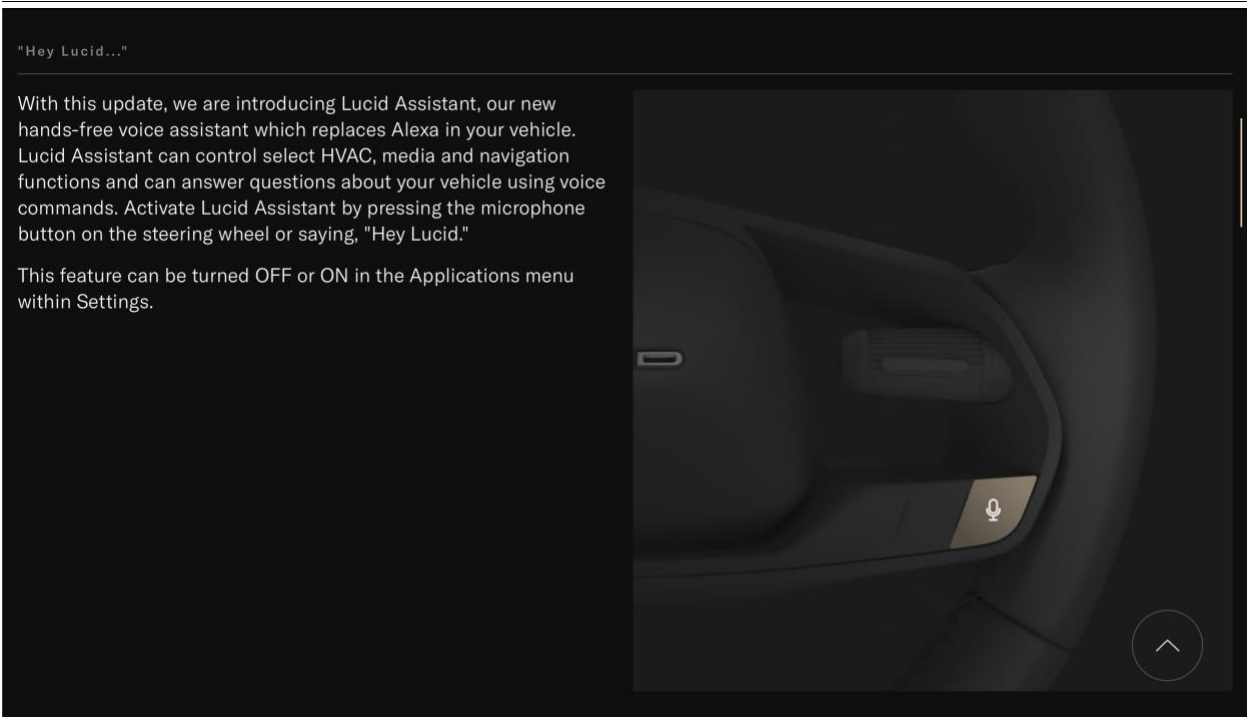 "Hey Lucid..."
With this update, we are introducing Lucid Assistant, our new
hands-free voice assistant which replaces Alexa in your vehicle.
Lucid Assistant can control select HVAC, media and navigation
functions and can answer questions about your vehicle using voice
commands. Activate Lucid Assistant by pressing the microphone
button on the steering wheel or saying, "Hey Lucid."
This feature can be turned OFF or ON in the Applications menu
within Settings.